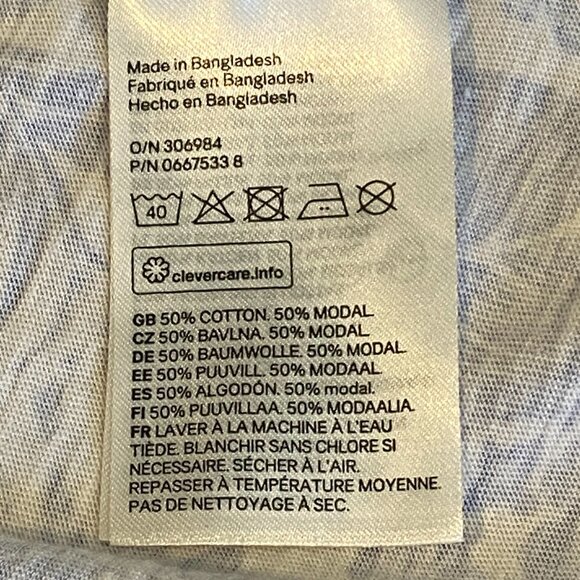 Made in Bangladesh
Fabriqué en Bangladesh
Hecho en Bangladesh
O/N 306984
P/N 0667533 8
40
clevercare.info
GB 50% COTTON. 50% MODAL.
CZ 50% BAVLNA. 50% MODAL.
DE 50% BAUMWOLLE. 50% MODAL.
EE 50% PUUVILL. 50% MODAAL.
ES 50% ALGODÓN. 50% modal.
FI 50% PUUVILLAA. 50% MODAALIA.
FR LAVER À LA MACHINE À L'EAU
TIÈDE. BLANCHIR SANS CHLORE SI
NÉCESSAIRE. SÉCHER À L'AIR.
REPASSER À TEMPÉRATURE MOYENNE.
PAS DE NETTOYAGE À SEC.